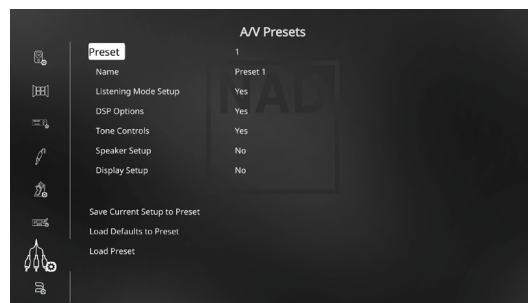 A/V Presets
Preset 1
Name Preset 1
Listening Mode Setup Yes
DSP Options Yes
Tone Controls Yes
Speaker Setup No
Display Setup No
Save Current Setup to Preset
Load Defaults to Preset
Load Preset
NAD